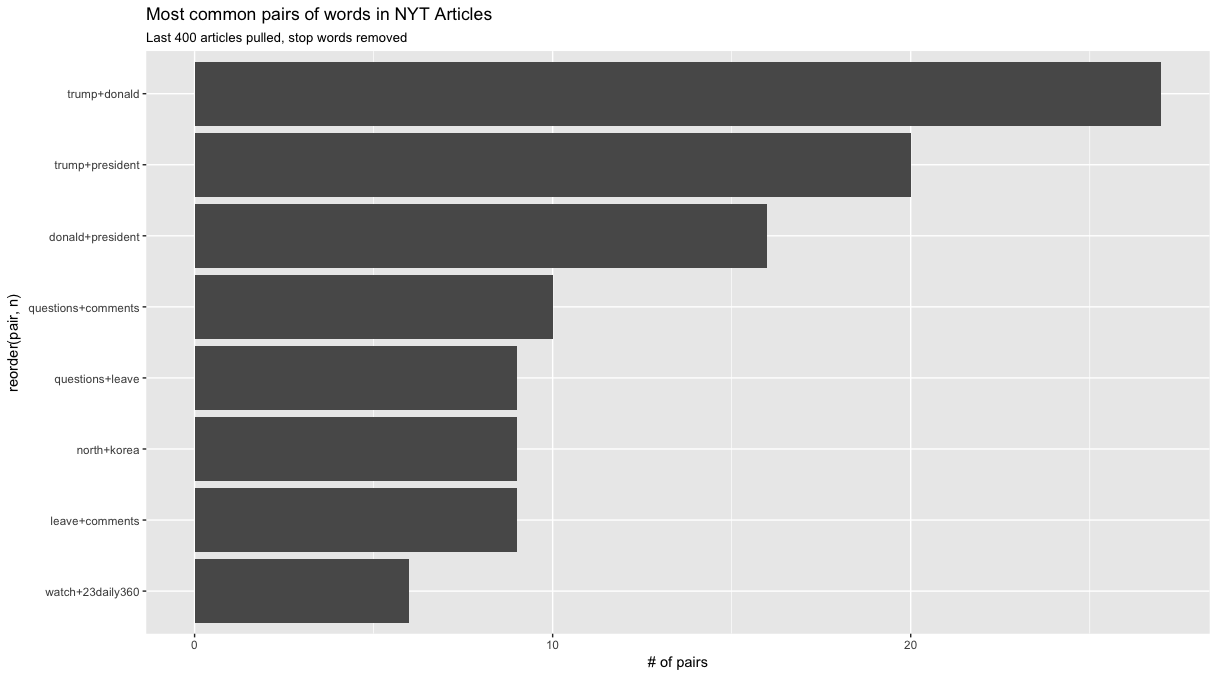 Most common pairs of words in NYT Articles
Last 400 articles pulled, stop words removed
trump+donald
trump+president
donald+president
questions+comments
questions+leave
north+korea
leave+comments
watch+23daily360
reorder(pair, n)
0 10 20
# of pairs